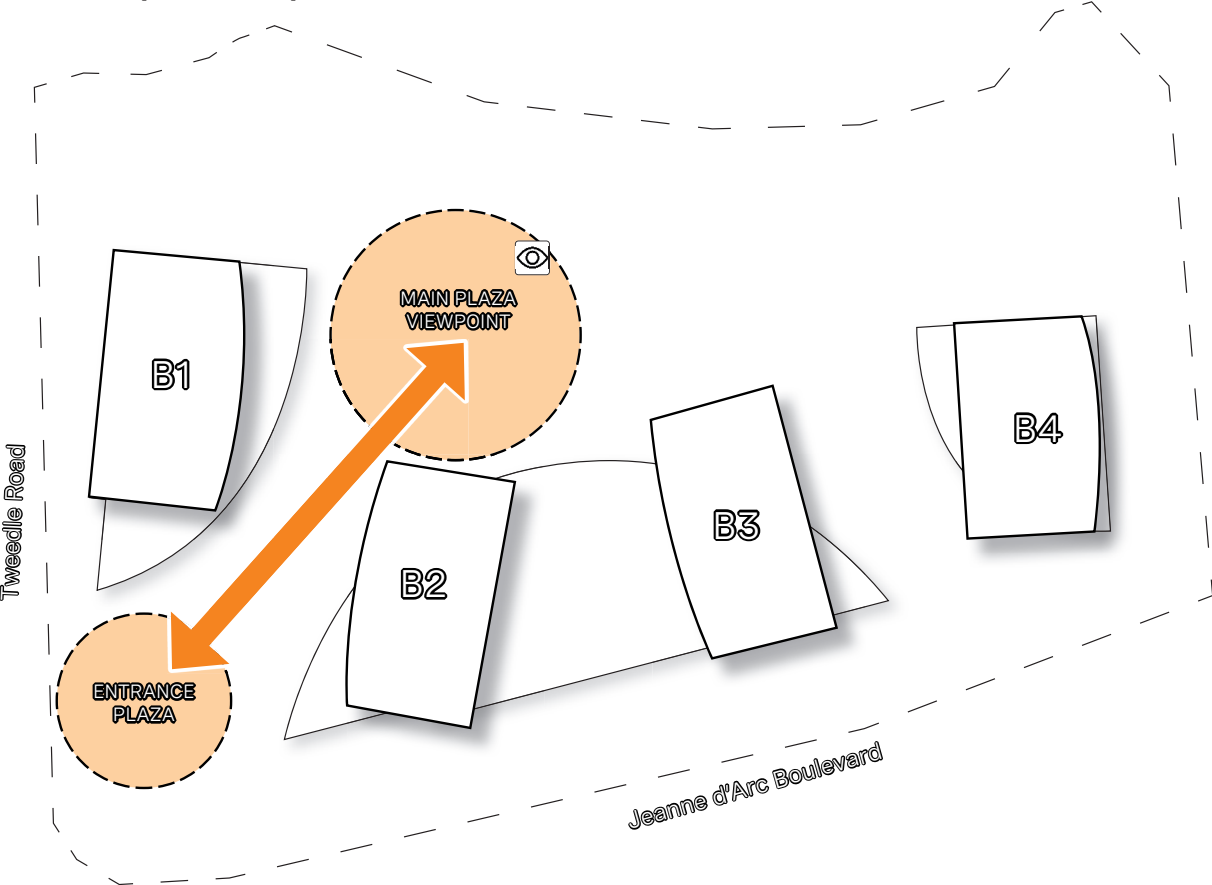 MAIN PLAZA
VIEWPOINT
B1
B4
B3
B2
Tweedle Road
ENTRANCE
PLAZA
Jeanne d'Arc Boulevard